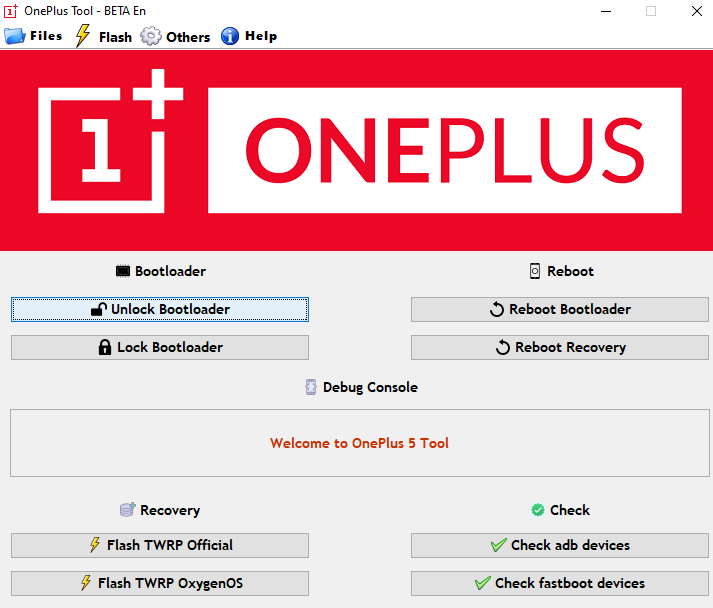 OnePlus Tool - BETA En
Files Flash Others Help
1+ ONEPLUS
Bootloader Reboot
Unlock Bootloader Reboot Bootloader
Lock Bootloader Reboot Recovery
Debug Console
Welcome to OnePlus 5 Tool
Recovery Check
Flash TWRP Official Check adb devices
Flash TWRP OxygenOS Check fastboot devices